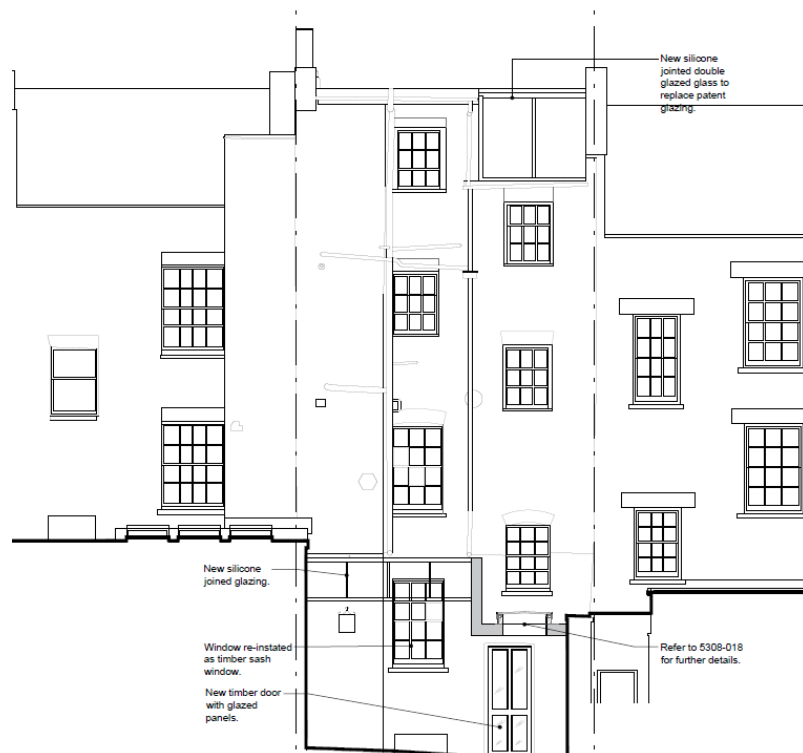 New silicone
jointed double
glazed glass to
replace patent
glazing.
New silicone
joined glazing.
Window re-instated
as timber sash
window.
Refer to 5308-018
for further details.
New timber door
with glazed
panels.